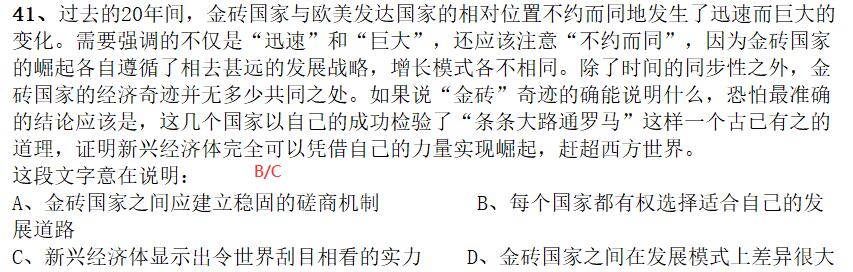 41、过去的20年间，金砖国家与欧美发达国家的相对位置不约而同地发生了迅速而巨大的
变化。需要强调的不仅是“迅速”和“巨大”，还应该注意“不约而同”，因为金砖国家
的崛起各自遵循了相去甚远的发展战略，增长模式各不相同。除了时间的同步性之外，金
砖国家的经济奇迹并无多少共同之处。如果说“金砖”奇迹的确能说明什么，恐怕最准确
的结论应该是，这几个国家以自己的成功检验了“条条大路通罗马”这样一个古已有之的
道理，证明新兴经济体完全可以凭借自己的力量实现崛起，赶超西方世界。
这段文字意在说明：
B/C
A、金砖国家之间应建立稳固的磋商机制 B、每个国家都有权选择适合自己的发
展道路
C、新兴经济体显示出令世界刮目相看的实力 D、金砖国家之间在发展模式上差异很大